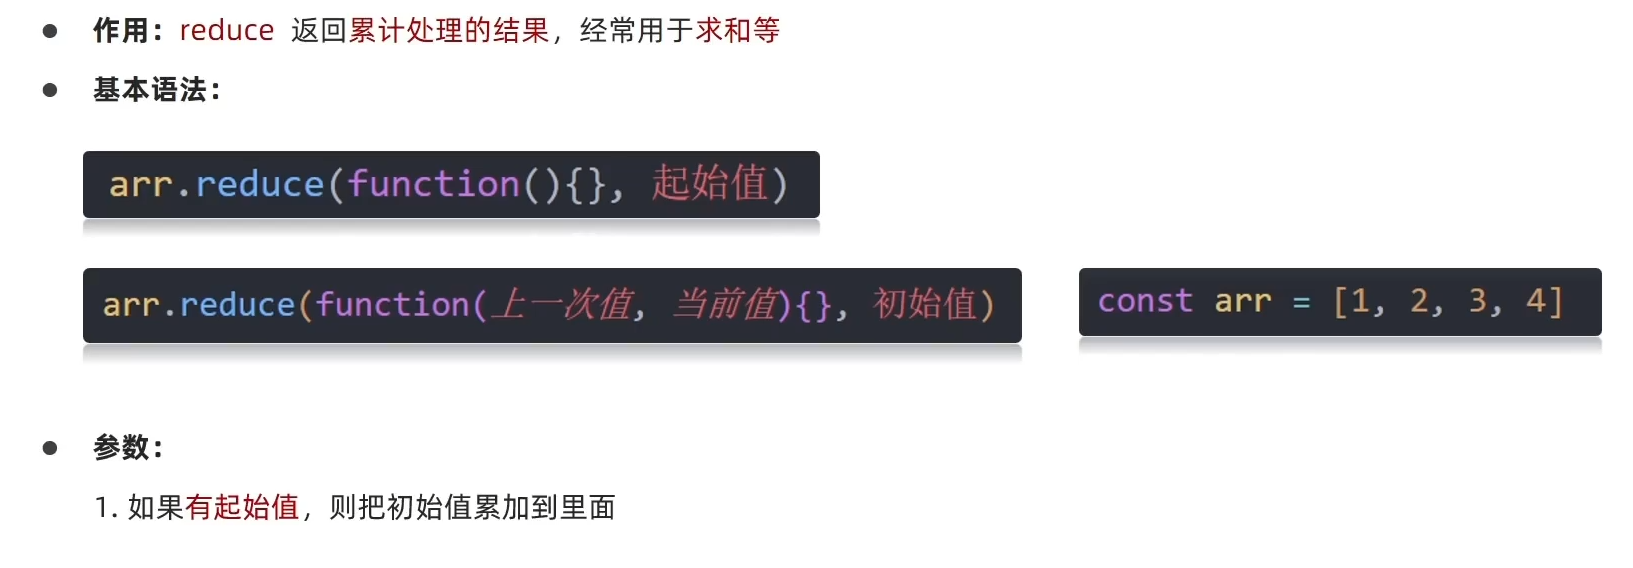 作用：reduce 返回累计处理的结果，经常用于求和等
基本语法：
arr.reduce(function(){}, 起始值)
arr.reduce(function(上一次值, 当前值){}, 初始值)
const arr = [1, 2, 3, 4]
参数：
1. 如果有起始值，则把初始值累加到里面